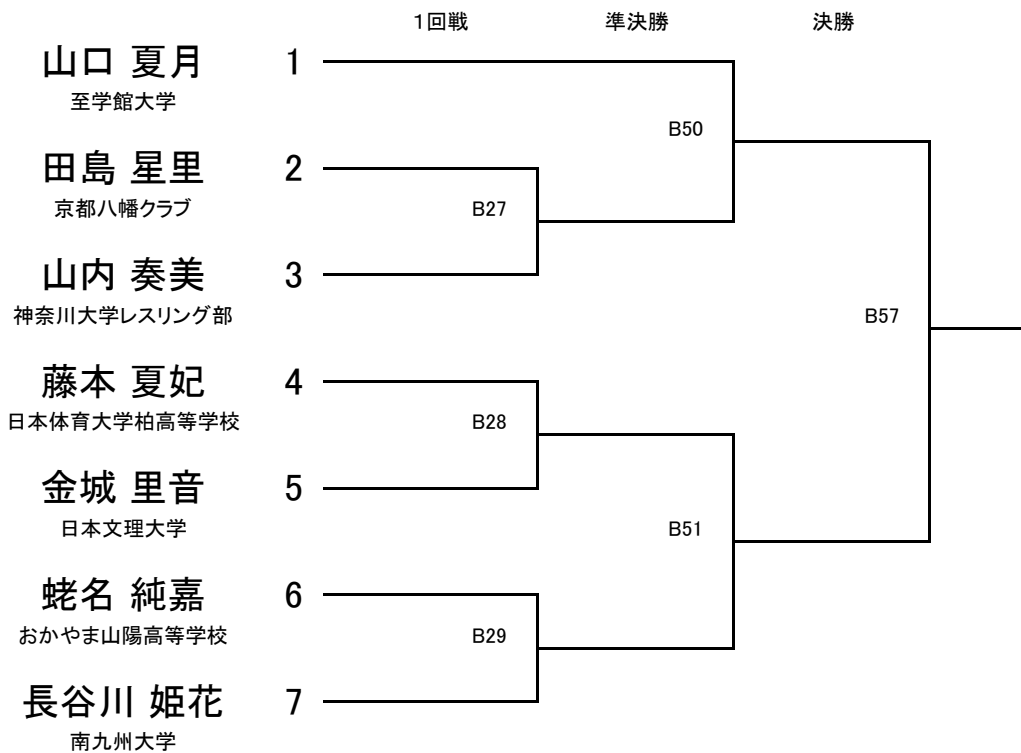 1回戦 準決勝 決勝
山口 夏月 1
至学館大学
B50
田島 星里 2
京都八幡クラブ
B27
山内 奏美 3
神奈川大学レスリング部
B57
藤本 夏妃 4
日本体育大学柏高等学校
B28
金城 里音 5
日本文理大学
B51
蛯名 純嘉 6
おかやま山陽高等学校
B29
長谷川 姫花 7
南九州大学